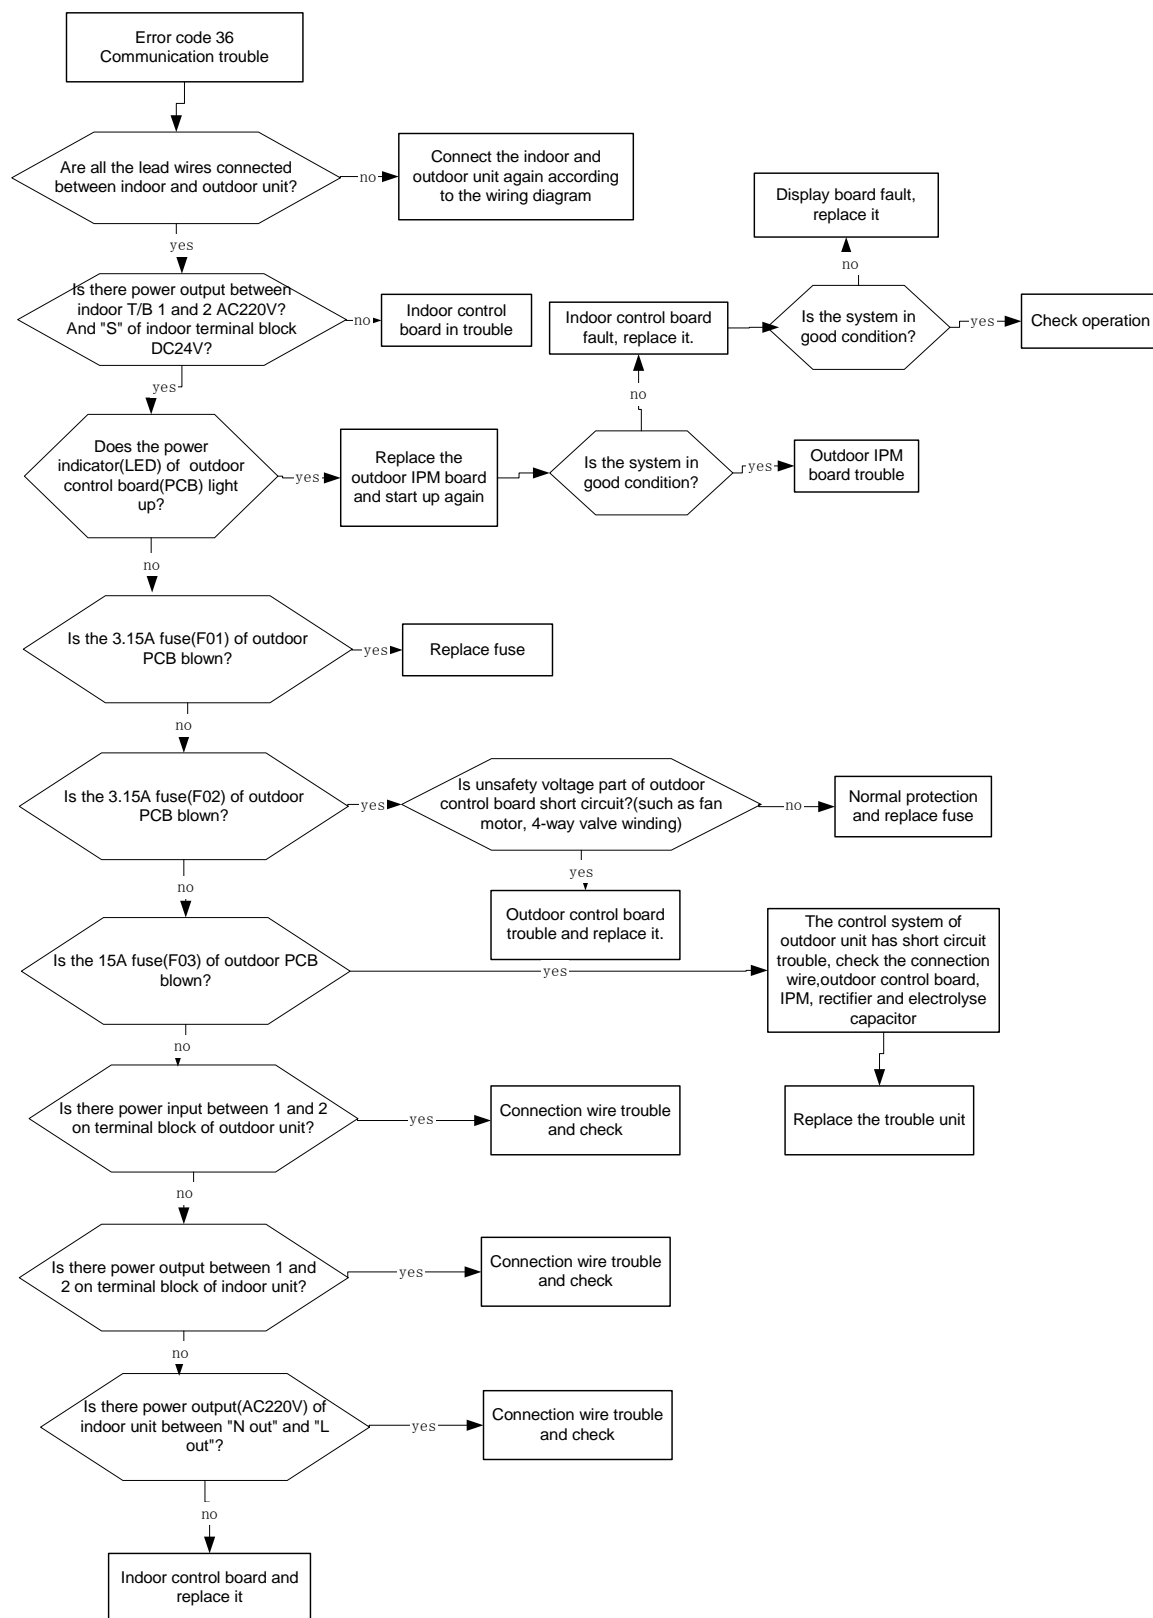 Error code 36
Communication trouble
Are all the lead wires connected
between indoor and outdoor unit?
no
Connect the indoor and
outdoor unit again according
to the wiring diagram
Display board fault,
replace it
yes
no
Is there power output between
indoor T/B 1 and 2 AC220V?
And "S" of indoor terminal block
DC24V?
no
Indoor control
board in trouble
Indoor control board
fault, replace it.
Is the system in
good condition?
yes
Check operation
yes
no
Does the power
indicator(LED) of  outdoor
control board(PCB) light
up?
yes
Replace the
outdoor IPM board
and start up again
Is the system in
good condition?
yes
Outdoor IPM
board trouble
no
Is the 3.15A fuse(F01) of outdoor
PCB blown?
yes
Replace fuse
no
Is the 3.15A fuse(F02) of outdoor
PCB blown?
yes
Is unsafety voltage part of outdoor
control board short circuit?(such as fan
motor, 4-way valve winding)
no
Normal protection
and replace fuse
yes
no
Outdoor control board
trouble and replace it.
Is the 15A fuse(F03) of outdoor PCB
blown?
yes
The control system of
outdoor unit has short circuit
trouble, check the connection
wire,outdoor control board,
IPM, rectifier and electrolyse
capacitor
no
Is there power input between 1 and 2
on terminal block of outdoor unit?
yes
Connection wire trouble
and check
Replace the trouble unit
no
Is there power output between 1 and
2 on terminal block of indoor unit?
yes
Connection wire trouble
and check
no
Is there power output(AC220V) of
indoor unit between "N out" and "L
out"?
yes
Connection wire trouble
and check
no
Indoor control board and
replace it